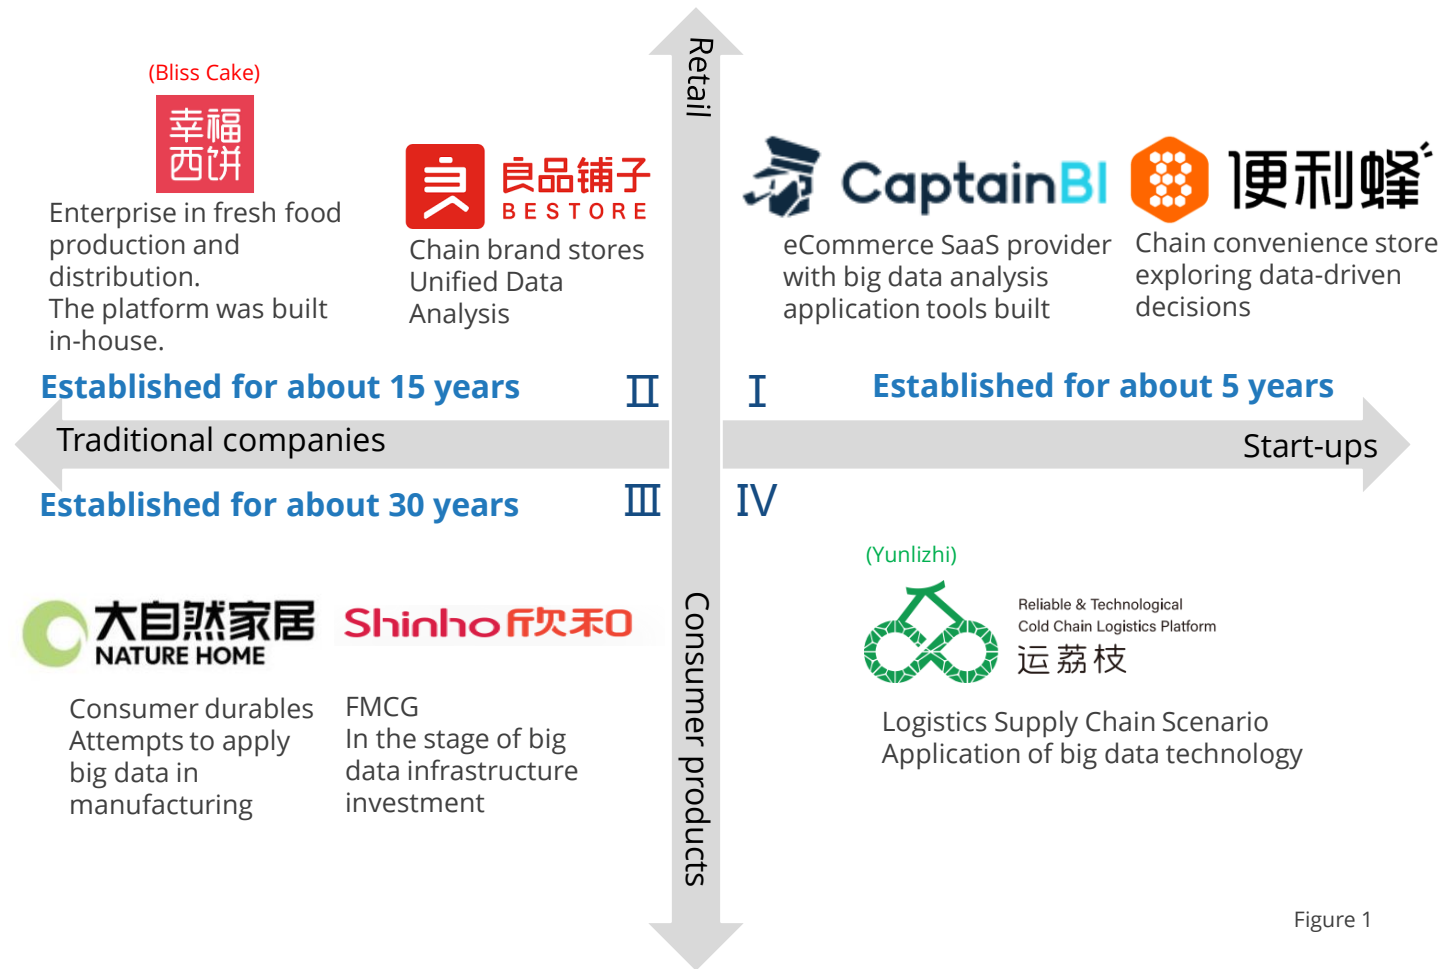 Retail
(Bliss Cake)
幸福
西饼
Enterprise in fresh food
production and
distribution.
The platform was built
in-house.
良品铺子
BESTORE
Chain brand stores
Unified Data
Analysis
CaptainBI
eCommerce SaaS provider
with big data analysis
application tools built
便利蜂
Chain convenience store
exploring data-driven
decisions
Established for about 15 years
II
I
Established for about 5 years
Traditional companies
Start-ups
Established for about 30 years
III
IV
大自然家居
NATURE HOME
Consumer durables
Attempts to apply
big data in
manufacturing
Shinho欣和
FMCG
In the stage of big
data infrastructure
investment
Consumer products
(Yunlizhi)
Reliable & Technological
Cold Chain Logistics Platform
运荔枝
Logistics Supply Chain Scenario
Application of big data technology
Figure 1